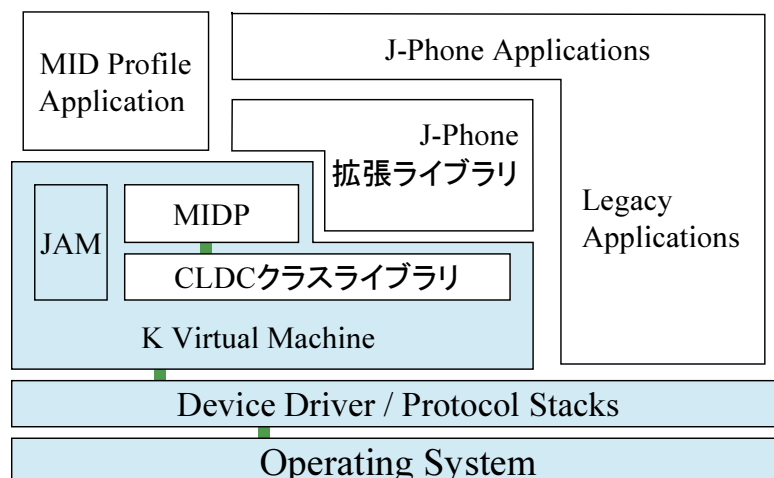 MID Profile
Application
J-Phone Applications
J-Phone
拡張ライブラリ
Legacy
Applications
JAM
MIDP
CLDCクラスライブラリ
K Virtual Machine
Device Driver / Protocol Stacks
Operating System